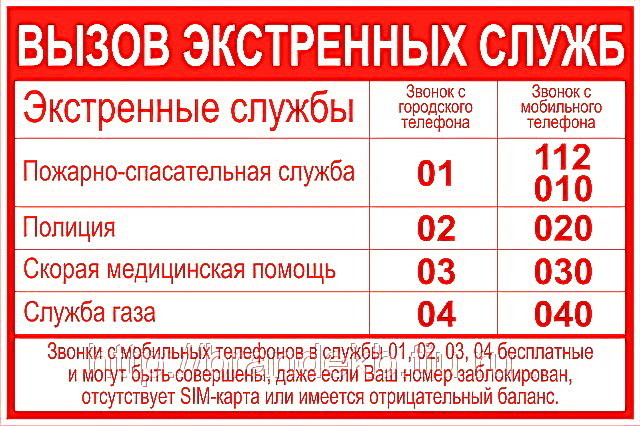 ВЫЗОВ ЭКСТРЕННЫХ СЛУЖБ
Экстренные службы
Звонок с
городского
телефона
Звонок с
мобильного
телефона
Пожарно-спасательная служба 01 112
010
Полиция 02 020
Скорая медицинская помощь 03 030
Служба газа 04 040
Звонки с мобильных телефонов в службы 01, 02, 03, 04 бесплатные
и могут быть совершены, даже если Ваш номер заблокирован,
отсутствует SIM-карта или имеется отрицательный баланс.